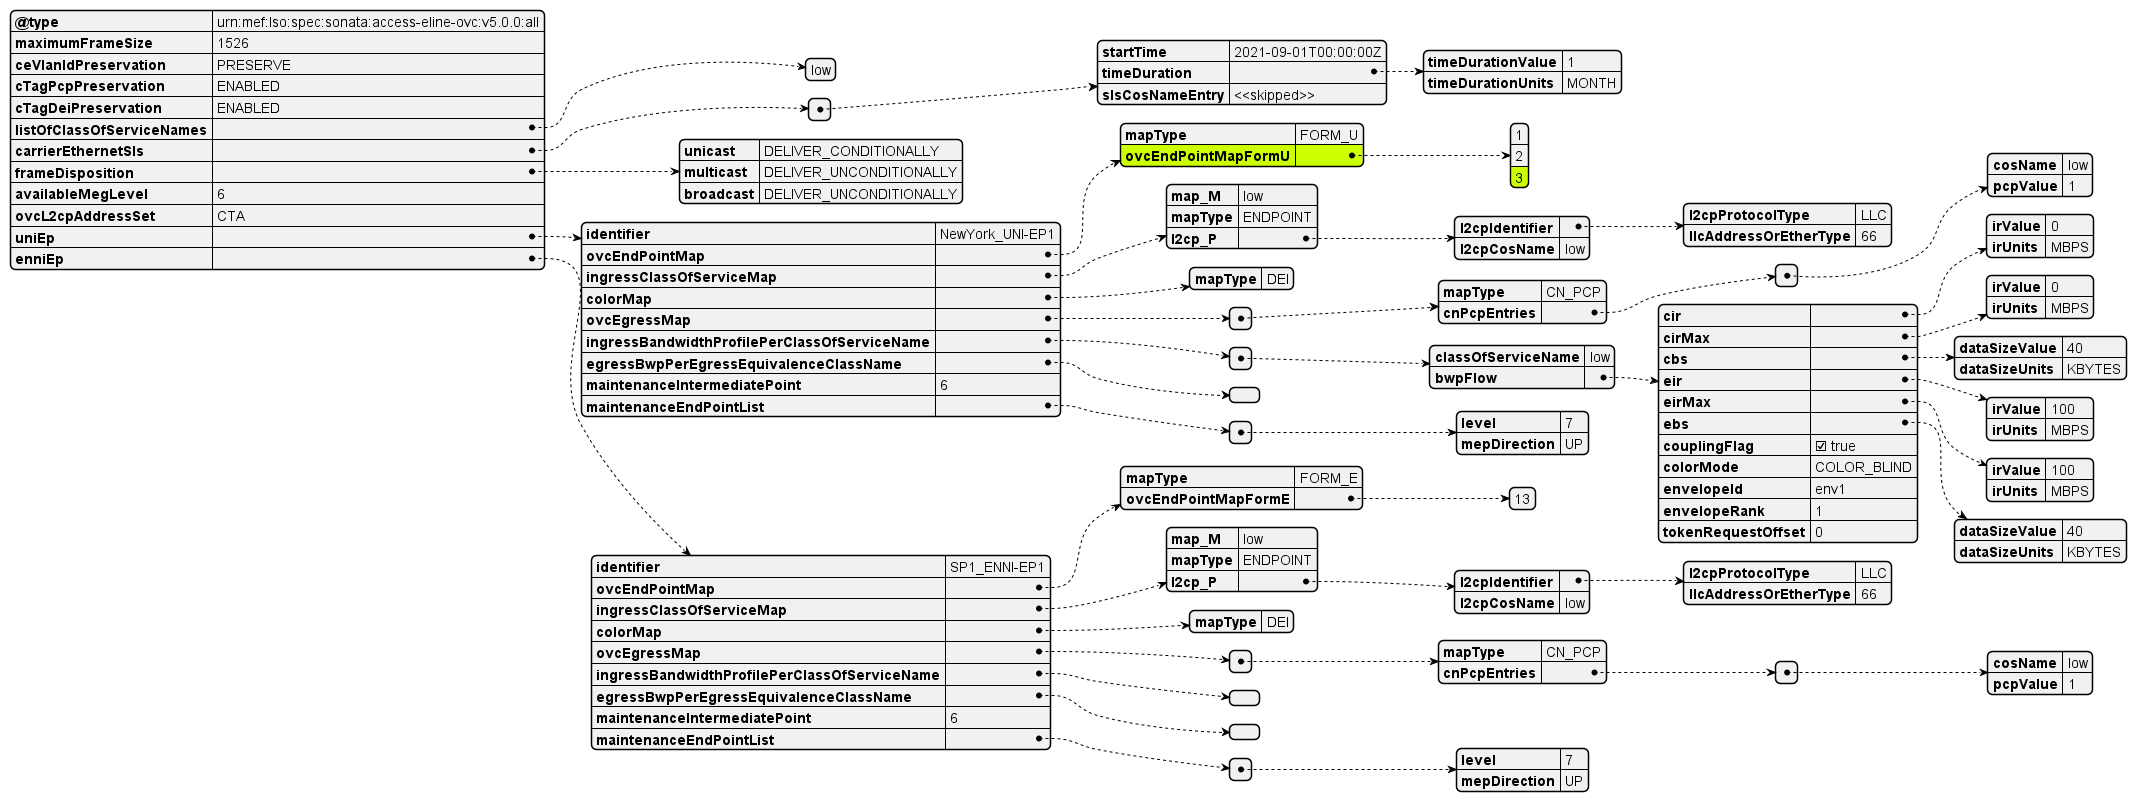 @type urn:mef:lso:spec:sonata:access-eline-ovc:v5.0.0:all
maximumFrameSize 1526
ceVlanIdPreservation PRESERVE
cTagPcpPreservation ENABLED
cTagDeiPreservation ENABLED
listOfClassOfServiceNames
carrierEthernetSls
frameDisposition
availableMegLevel 6
ovcL2cpAddressSet CTA
uniEp
enniEp
low
startTime 2021-09-01T00:00:00Z
timeDuration
slsCosNameEntry <<skipped>>
timeDurationValue 1
timeDurationUnits MONTH
unicast DELIVER_CONDITIONALLY
multicast DELIVER_UNCONDITIONALLY
broadcast DELIVER_UNCONDITIONALLY
identifier NewYork_UNI-EP1
ovcEndPointMap
ingressClassOfServiceMap
colorMap
ovcEgressMap
ingressBandwidthProfilePerClassOfServiceName
egressBwpPerEgressEquivalenceClassName
maintenanceIntermediatePoint 6
maintenanceEndPointList
mapType FORM_U
ovcEndPointMapFormU
1
2
3
map_M low
mapType ENDPOINT
l2cp_P
l2cpIdentifier
l2cpCosName low
l2cpProtocolType LLC
llcAddressOrEtherType 66
mapType DEI
mapType CN_PCP
cnPcpEntries
cosName low
pcpValue 1
classOfServiceName low
bwpFlow
cir
cirMax
cbs
eir
eirMax
ebs
couplingFlag ☑ true
colorMode COLOR_BLIND
envelopeId env1
envelopeRank 1
tokenRequestOffset 0
irValue 0
irUnits MBPS
irValue 0
irUnits MBPS
dataSizeValue 40
dataSizeUnits KBYTES
irValue 100
irUnits MBPS
irValue 100
irUnits MBPS
dataSizeValue 40
dataSizeUnits KBYTES
level 7
mepDirection UP
identifier SP1_ENNI-EP1
ovcEndPointMap
ingressClassOfServiceMap
colorMap
ovcEgressMap
ingressBandwidthProfilePerClassOfServiceName
egressBwpPerEgressEquivalenceClassName
maintenanceIntermediatePoint 6
maintenanceEndPointList
mapType FORM_E
ovcEndPointMapFormE
13
map_M low
mapType ENDPOINT
l2cp_P
l2cpIdentifier
l2cpCosName low
l2cpProtocolType LLC
llcAddressOrEtherType 66
mapType DEI
mapType CN_PCP
cnPcpEntries
cosName low
pcpValue 1
level 7
mepDirection UP